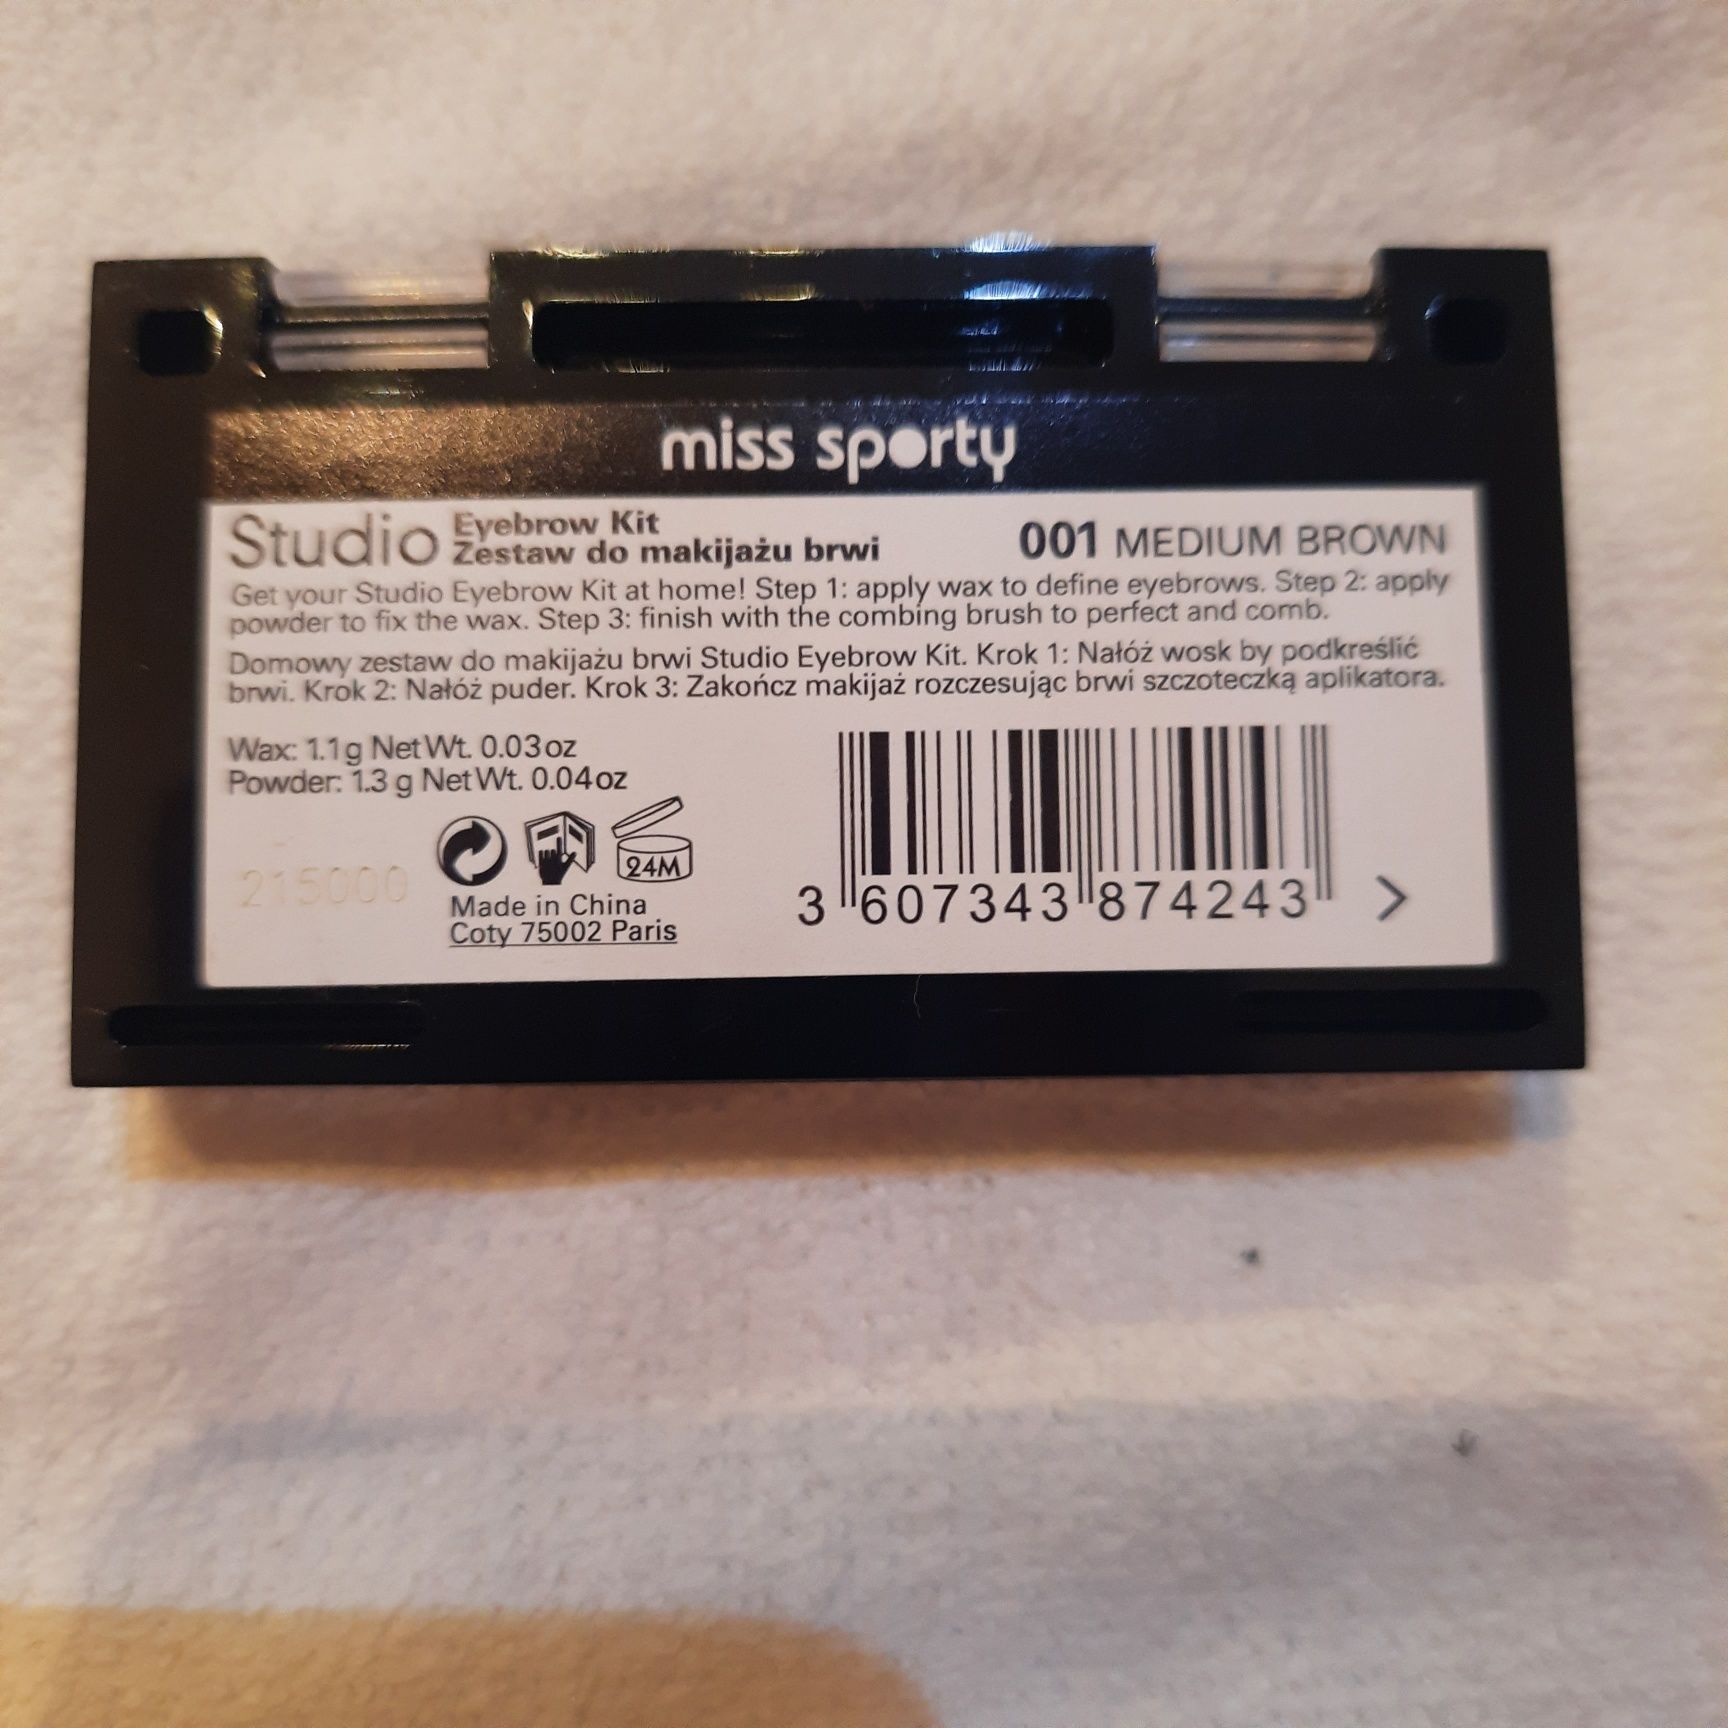 miss sporty
Studio Eyebrow Kit
Zestaw do makijażu brwi
001 MEDIUM BROWN
Get your Studio Eyebrow Kit at home! Step 1: apply wax to define eyebrows. Step 2: apply
powder to fix the wax. Step 3: finish with the combing brush to perfect and comb.
Domowy zestaw do makijażu brwi Studio Eyebrow Kit. Krok 1: Nałóż wosk by podkreślić
brwi. Krok 2: Nałóż puder. Krok 3: Zakończ makijaż rozczesując brwi szczoteczką aplikatora.
Wax: 1.1g Net Wt. 0.03 oz
Powder: 1.3 g Net Wt. 0.04 oz
24M
215000
Made in China
Coty 75002 Paris
3 607343 874243 >